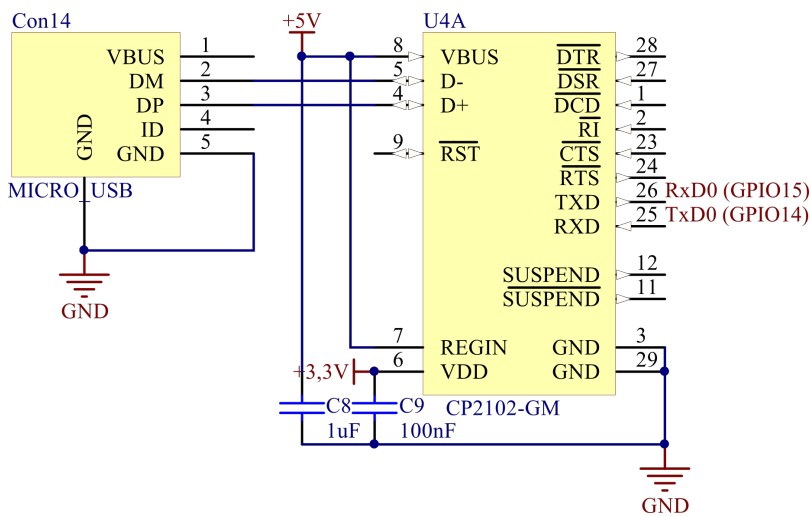 Con14
+5V
U4A
VBUS 1
DM 2
DP 3
ID 4
GND 5
GND
MICRO USB
GND
8 VBUS
5 D-
4 D+
9 RST
7 REGIN
6 VDD
DTR 28
DSR 27
DCD 1
RI 2
CTS 23
RTS 24
TXD 26 RxD0 (GPIO15)
RXD 25 TxD0 (GPIO14)
SUSPEND 12
SUSPEND 11
GND 3
GND 29
+3,3V
C8
1uF
C9
100nF
CP2102-GM
GND